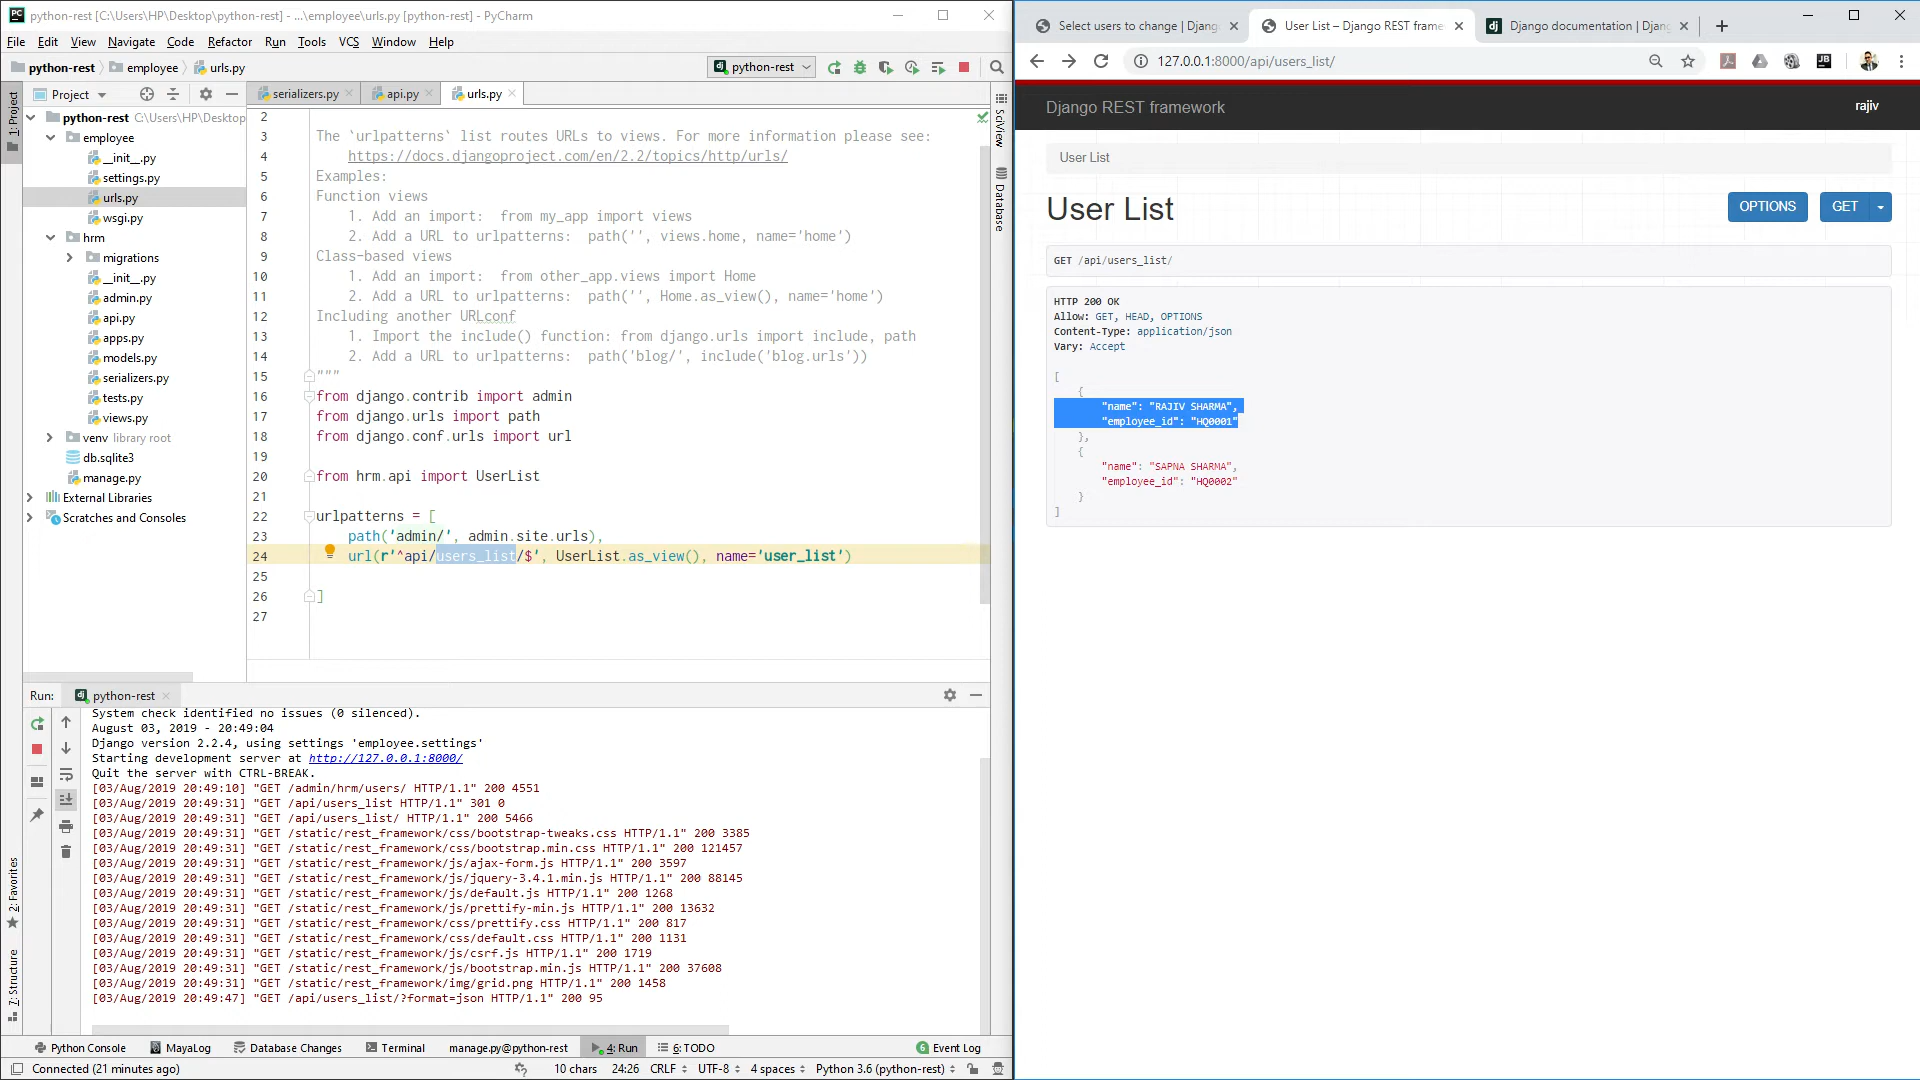 python-rest [C:\Users\HP\Desktop\python-rest] - ...\employee\urls.py [python-rest] - PyCharm
File Edit View Navigate Code Refactor Run Tools VCS Window Help
python-rest employee urls.py
python-rest
Project
serializers.py api.py urls.py
1: Project
python-rest C:\Users\HP\Desktop
employee
__init__.py
settings.py
urls.py
wsgi.py
hrm
migrations
__init__.py
admin.py
api.py
apps.py
models.py
serializers.py
tests.py
views.py
venv library root
db.sqlite3
manage.py
External Libraries
Scratches and Consoles
2
3 The `urlpatterns` list routes URLs to views. For more information please see:
4 https://docs.djangoproject.com/en/2.2/topics/http/urls/
5 Examples:
6 Function views
7 1. Add an import:  from my_app import views
8 2. Add a URL to urlpatterns:  path('', views.home, name='home')
9 Class-based views
10 1. Add an import:  from other_app.views import Home
11 2. Add a URL to urlpatterns:  path('', Home.as_view(), name='home')
12 Including another URLconf
13 1. Import the include() function: from django.urls import include, path
14 2. Add a URL to urlpatterns:  path('blog/', include('blog.urls'))
15 """
16 from django.contrib import admin
17 from django.urls import path
18 from django.conf.urls import url
19
20 from hrm.api import UserList
21
22 urlpatterns = [
23 path('admin/', admin.site.urls),
24 url(r'^api/users_list/$', UserList.as_view(), name='user_list')
25
26 ]
27
SciView
Database
Run: python-rest
System check identified no issues (0 silenced).
August 03, 2019 - 20:49:04
Django version 2.2.4, using settings 'employee.settings'
Starting development server at http://127.0.0.1:8000/
Quit the server with CTRL-BREAK.
[03/Aug/2019 20:49:10] "GET /admin/hrm/users/ HTTP/1.1" 200 4551
[03/Aug/2019 20:49:31] "GET /api/users_list HTTP/1.1" 301 0
[03/Aug/2019 20:49:31] "GET /api/users_list/ HTTP/1.1" 200 5466
[03/Aug/2019 20:49:31] "GET /static/rest_framework/css/bootstrap-tweaks.css HTTP/1.1" 200 3385
[03/Aug/2019 20:49:31] "GET /static/rest_framework/css/bootstrap.min.css HTTP/1.1" 200 121457
[03/Aug/2019 20:49:31] "GET /static/rest_framework/js/ajax-form.js HTTP/1.1" 200 3597
[03/Aug/2019 20:49:31] "GET /static/rest_framework/js/jquery-3.4.1.min.js HTTP/1.1" 200 88145
[03/Aug/2019 20:49:31] "GET /static/rest_framework/js/default.js HTTP/1.1" 200 1268
[03/Aug/2019 20:49:31] "GET /static/rest_framework/js/prettify-min.js HTTP/1.1" 200 13632
[03/Aug/2019 20:49:31] "GET /static/rest_framework/css/prettify.css HTTP/1.1" 200 817
[03/Aug/2019 20:49:31] "GET /static/rest_framework/css/default.css HTTP/1.1" 200 1131
[03/Aug/2019 20:49:31] "GET /static/rest_framework/js/csrf.js HTTP/1.1" 200 1719
[03/Aug/2019 20:49:31] "GET /static/rest_framework/js/bootstrap.min.js HTTP/1.1" 200 37608
[03/Aug/2019 20:49:31] "GET /static/rest_framework/img/grid.png HTTP/1.1" 200 1458
[03/Aug/2019 20:49:47] "GET /api/users_list/?format=json HTTP/1.1" 200 95
2: Favorites
7: Structure
Python Console MayaLog Database Changes Terminal manage.py@python-rest 4: Run 6: TODO 6 Event Log
Connected (21 minutes ago) 10 chars 24:26 CRLF UTF-8 4 spaces Python 3.6 (python-rest)
Select users to change | Django User List – Django REST frame Django documentation | Djang
127.0.0.1:8000/api/users_list/
Django REST framework rajiv
User List
User List OPTIONS GET
GET /api/users_list/
HTTP 200 OK
Allow: GET, HEAD, OPTIONS
Content-Type: application/json
Vary: Accept
[
{
"name": "RAJIV SHARMA",
"employee_id": "HQ0001"
},
{
"name": "SAPNA SHARMA",
"employee_id": "HQ0002"
}
]